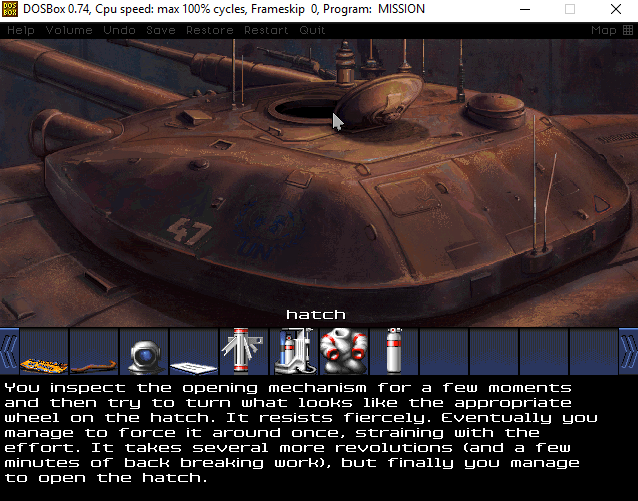 DOS BOX DOSBox 0.74, Cpu speed: max 100% cycles, Frameskip 0, Program: MISSION
Help Volume Undo Save Restore Restart Quit Map
47
UN
hatch
You inspect the opening mechanism for a few moments
and then try to turn what looks like the appropriate
wheel on the hatch. It resists fiercely. Eventually you
manage to force it around once, straining with the
effort. It takes several more revolutions (and a few
minutes of back breaking work), but finally you manage
to open the hatch.